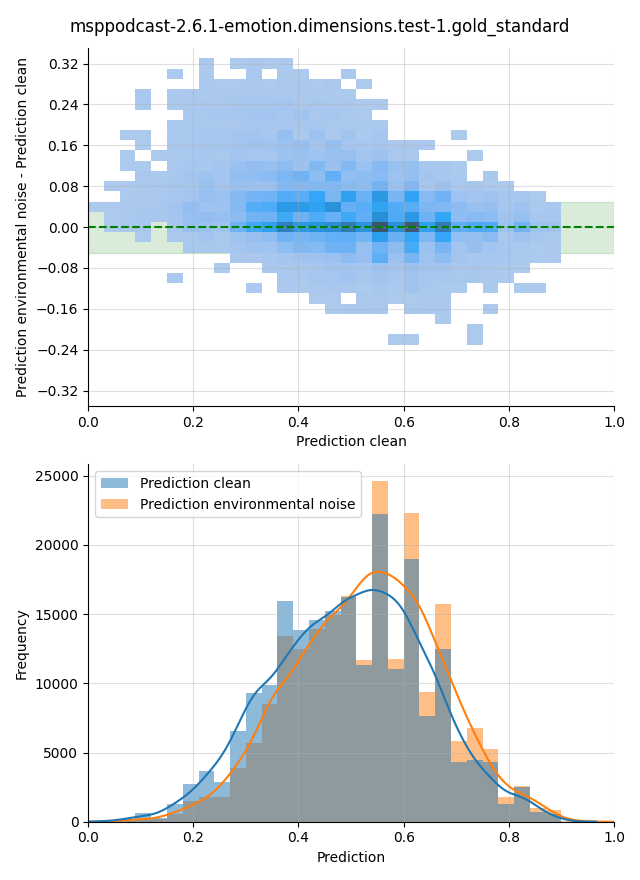 msppodcast-2.6.1-emotion.dimensions.test-1.gold_standard
0.32
0.24
0.16
0.08
0.00
−0.08
−0.16
−0.24
−0.32
Prediction environmental noise - Prediction clean
0.0 0.2 0.4 0.6 0.8 1.0
Prediction clean
25000
20000
15000
10000
5000
0
Frequency
Prediction clean
Prediction environmental noise
0.0 0.2 0.4 0.6 0.8 1.0
Prediction